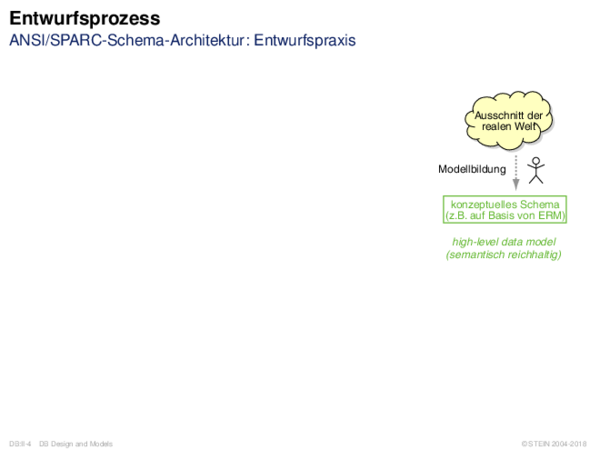 Entwurfsprozess
ANSI/SPARC-Schema-Architektur: Entwurfspraxis
Ausschnitt der
realen Welt
Modellbildung
konzeptuelles Schema
(z.B. auf Basis von ERM)
high-level data model
(semantisch reichhaltig)
DB:II-4 DB Design and Models
© STEIN 2004-2018